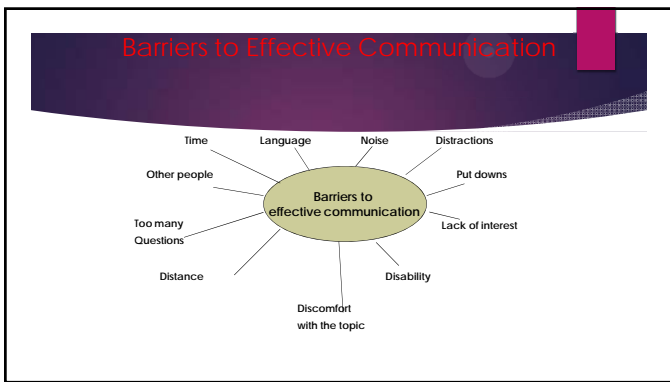 Barriers to Effective Communication
Time
Language
Noise
Distractions
Other people
Put downs
Barriers to
effective communication
Too many
Questions
Lack of interest
Distance
Disability
Discomfort
with the topic